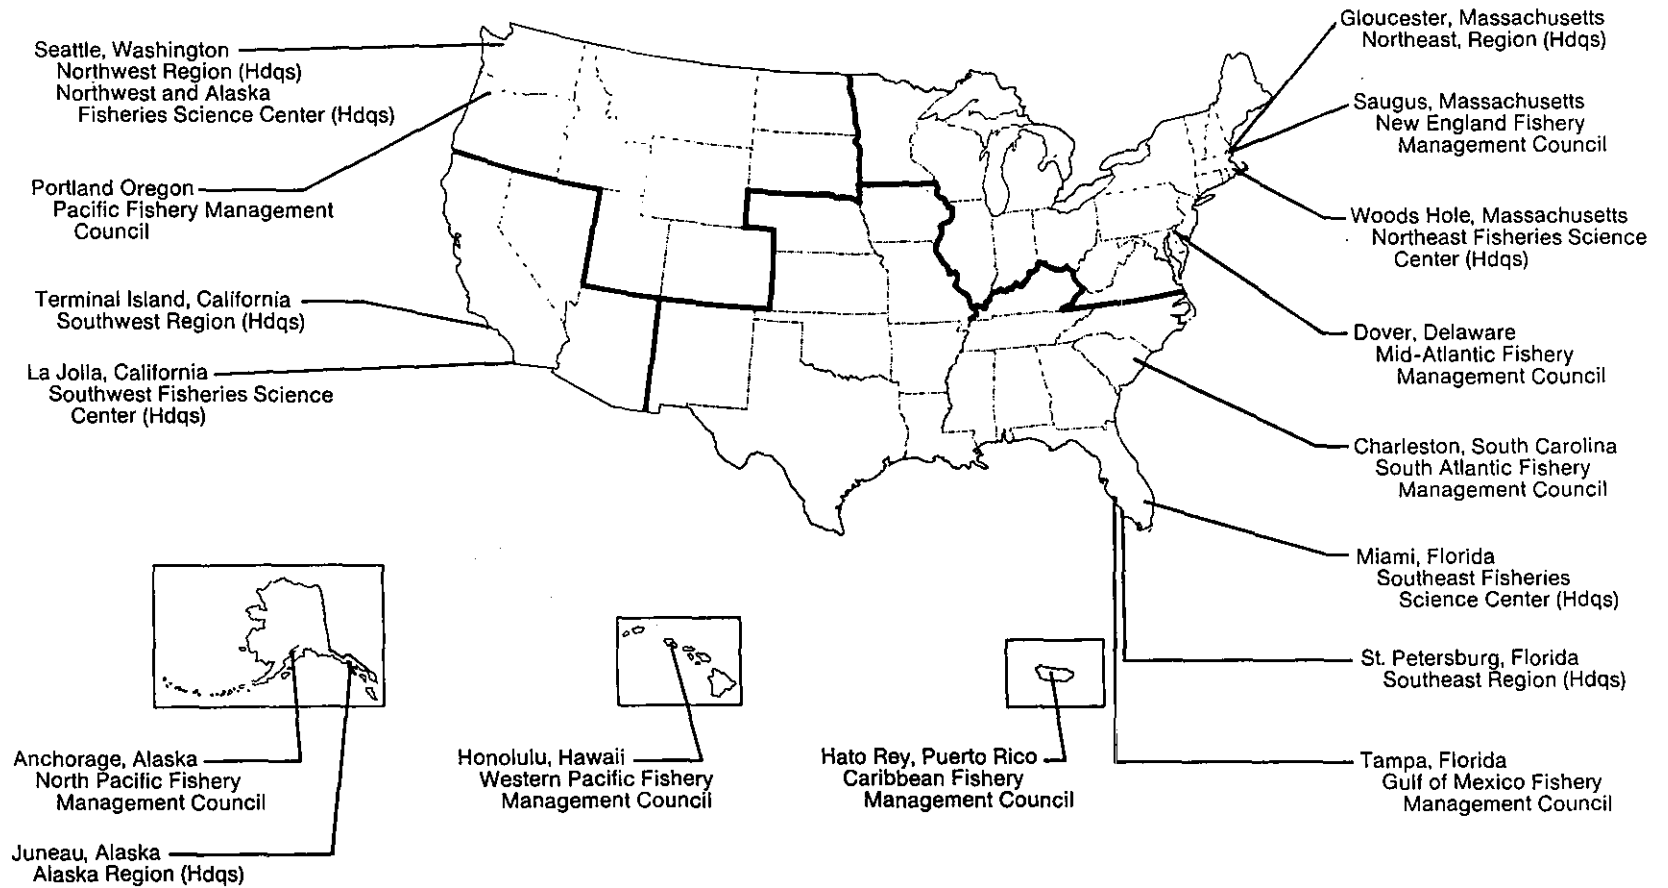 Seattle, Washington
Northwest Region (Hdqs)
Northwest and Alaska
Fisheries Science Center (Hdqs)
Portland Oregon
Pacific Fishery Management
Council
Terminal Island, California
Southwest Region (Hdqs)
La Jolla, California
Southwest Fisheries Science
Center (Hdqs)
Gloucester, Massachusetts
Northeast, Region (Hdqs)
Saugus, Massachusetts
New England Fishery
Management Council
Woods Hole, Massachusetts
Northeast Fisheries Science
Center (Hdqs)
Dover, Delaware
Mid-Atlantic Fishery
Management Council
Charleston, South Carolina
South Atlantic Fishery
Management Council
Miami, Florida
Southeast Fisheries
Science Center (Hdqs)
St. Petersburg, Florida
Southeast Region (Hdqs)
Tampa, Florida
Gulf of Mexico Fishery
Management Council
Anchorage, Alaska
North Pacific Fishery
Management Council
Juneau, Alaska
Alaska Region (Hdqs)
Honolulu, Hawaii
Western Pacific Fishery
Management Council
Hato Rey, Puerto Rico
Caribbean Fishery
Management Council